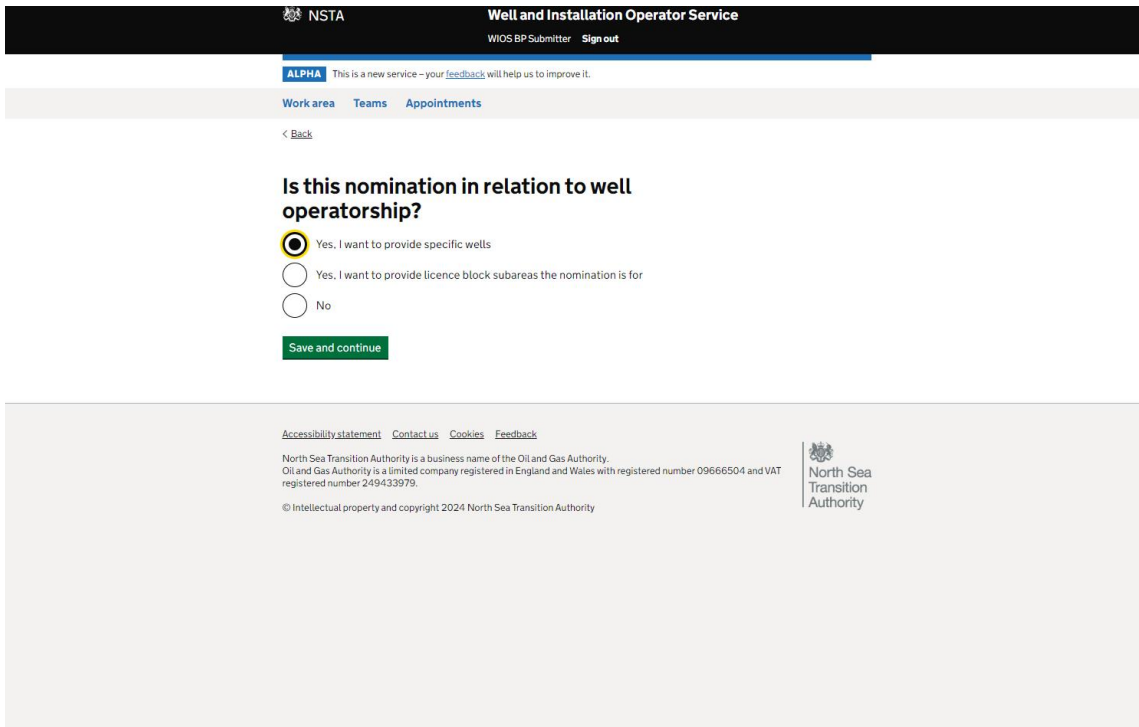 NSTA
Well and Installation Operator Service
WIOS BP Submitter Sign out
ALPHA This is a new service – your feedback will help us to improve it.
Work area Teams Appointments
< Back
Is this nomination in relation to well
operatorship?
Yes, I want to provide specific wells
Yes, I want to provide licence block subareas the nomination is for
No
Save and continue
Accessibility statement Contact us Cookies Feedback
North Sea Transition Authority is a business name of the Oil and Gas Authority.
Oil and Gas Authority is a limited company registered in England and Wales with registered number 09666504 and VAT
registered number 249433979.
© Intellectual property and copyright 2024 North Sea Transition Authority
North Sea
Transition
Authority